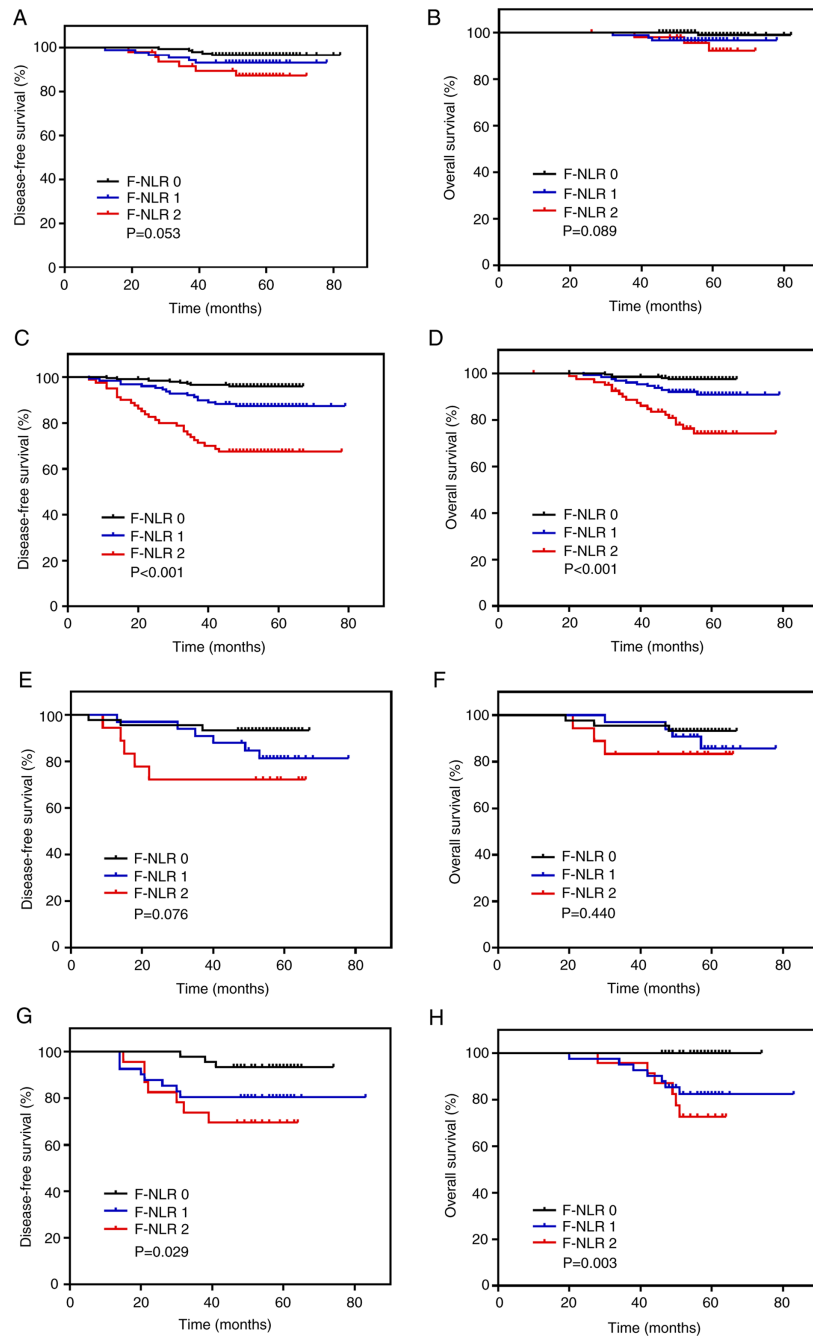 A
100
80
60
40
20
0
Disease-free survival (%)
F-NLR 0
F-NLR 1
F-NLR 2
P=0.053
0 20 40 60 80
Time (months)
B
100
80
60
40
20
0
Overall survival (%)
F-NLR 0
F-NLR 1
F-NLR 2
P=0.089
0 20 40 60 80
Time (months)
C
100
80
60
40
20
0
Disease-free survival (%)
F-NLR 0
F-NLR 1
F-NLR 2
P<0.001
0 20 40 60 80
Time (months)
D
100
80
60
40
20
0
Overall survival (%)
F-NLR 0
F-NLR 1
F-NLR 2
P<0.001
0 20 40 60 80
Time (months)
E
100
80
60
40
20
0
Disease-free survival (%)
F-NLR 0
F-NLR 1
F-NLR 2
P=0.076
0 20 40 60 80
Time (months)
F
100
80
60
40
20
0
Overall survival (%)
F-NLR 0
F-NLR 1
F-NLR 2
P=0.440
0 20 40 60 80
Time (months)
G
100
80
60
40
20
0
Disease-free survival (%)
F-NLR 0
F-NLR 1
F-NLR 2
P=0.029
0 20 40 60 80
Time (months)
H
100
80
60
40
20
0
Overall survival (%)
F-NLR 0
F-NLR 1
F-NLR 2
P=0.003
0 20 40 60 80
Time (months)